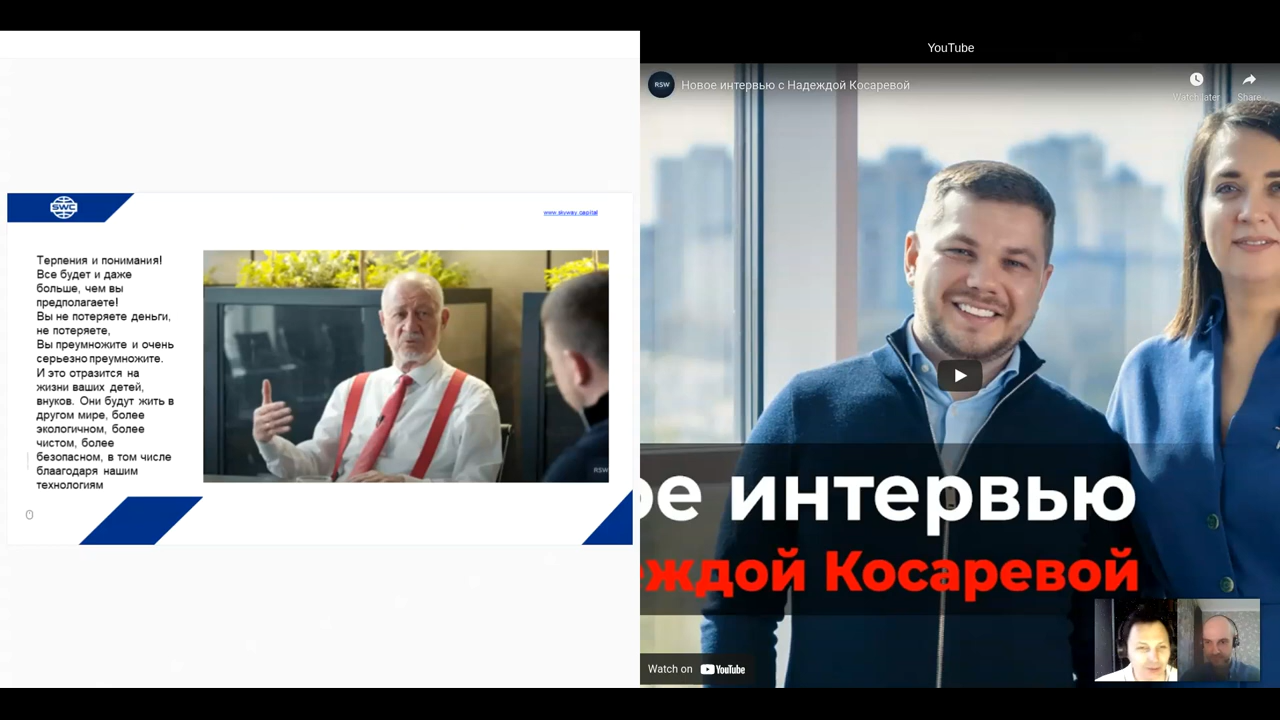 SWC
www.skyway.capital
Терпения и понимания!
Все будет и даже
больше, чем вы
предполагаете!
Вы не потеряете деньги,
не потеряете,
Вы преумножите и очень
серьезно преумножите.
И это отразится на
жизни ваших детей,
внуков. Они будут жить в
другом мире, более
экологичном, более
чистом, более
безопасном, в том числе
блаагодаря нашим
технологиям
RSW
YouTube
RSW
Новое интервью с Надеждой Косаревой
Watch later
Share
ое интервью
еждой Косаревой
Watch on YouTube